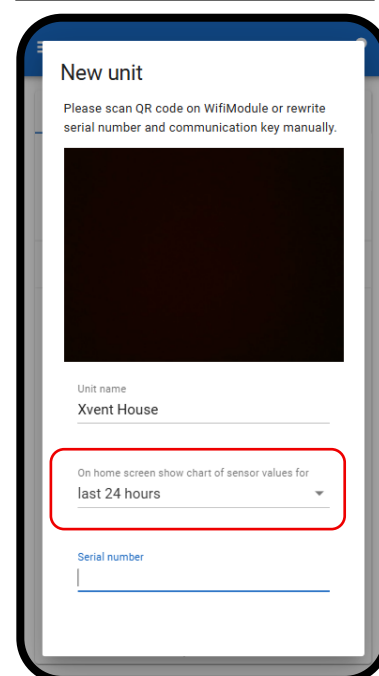 New unit
Please scan QR code on WifiModule or rewrite
serial number and communication key manually.
Unit name
Xvent House
On home screen show chart of sensor values for
last 24 hours
Serial number